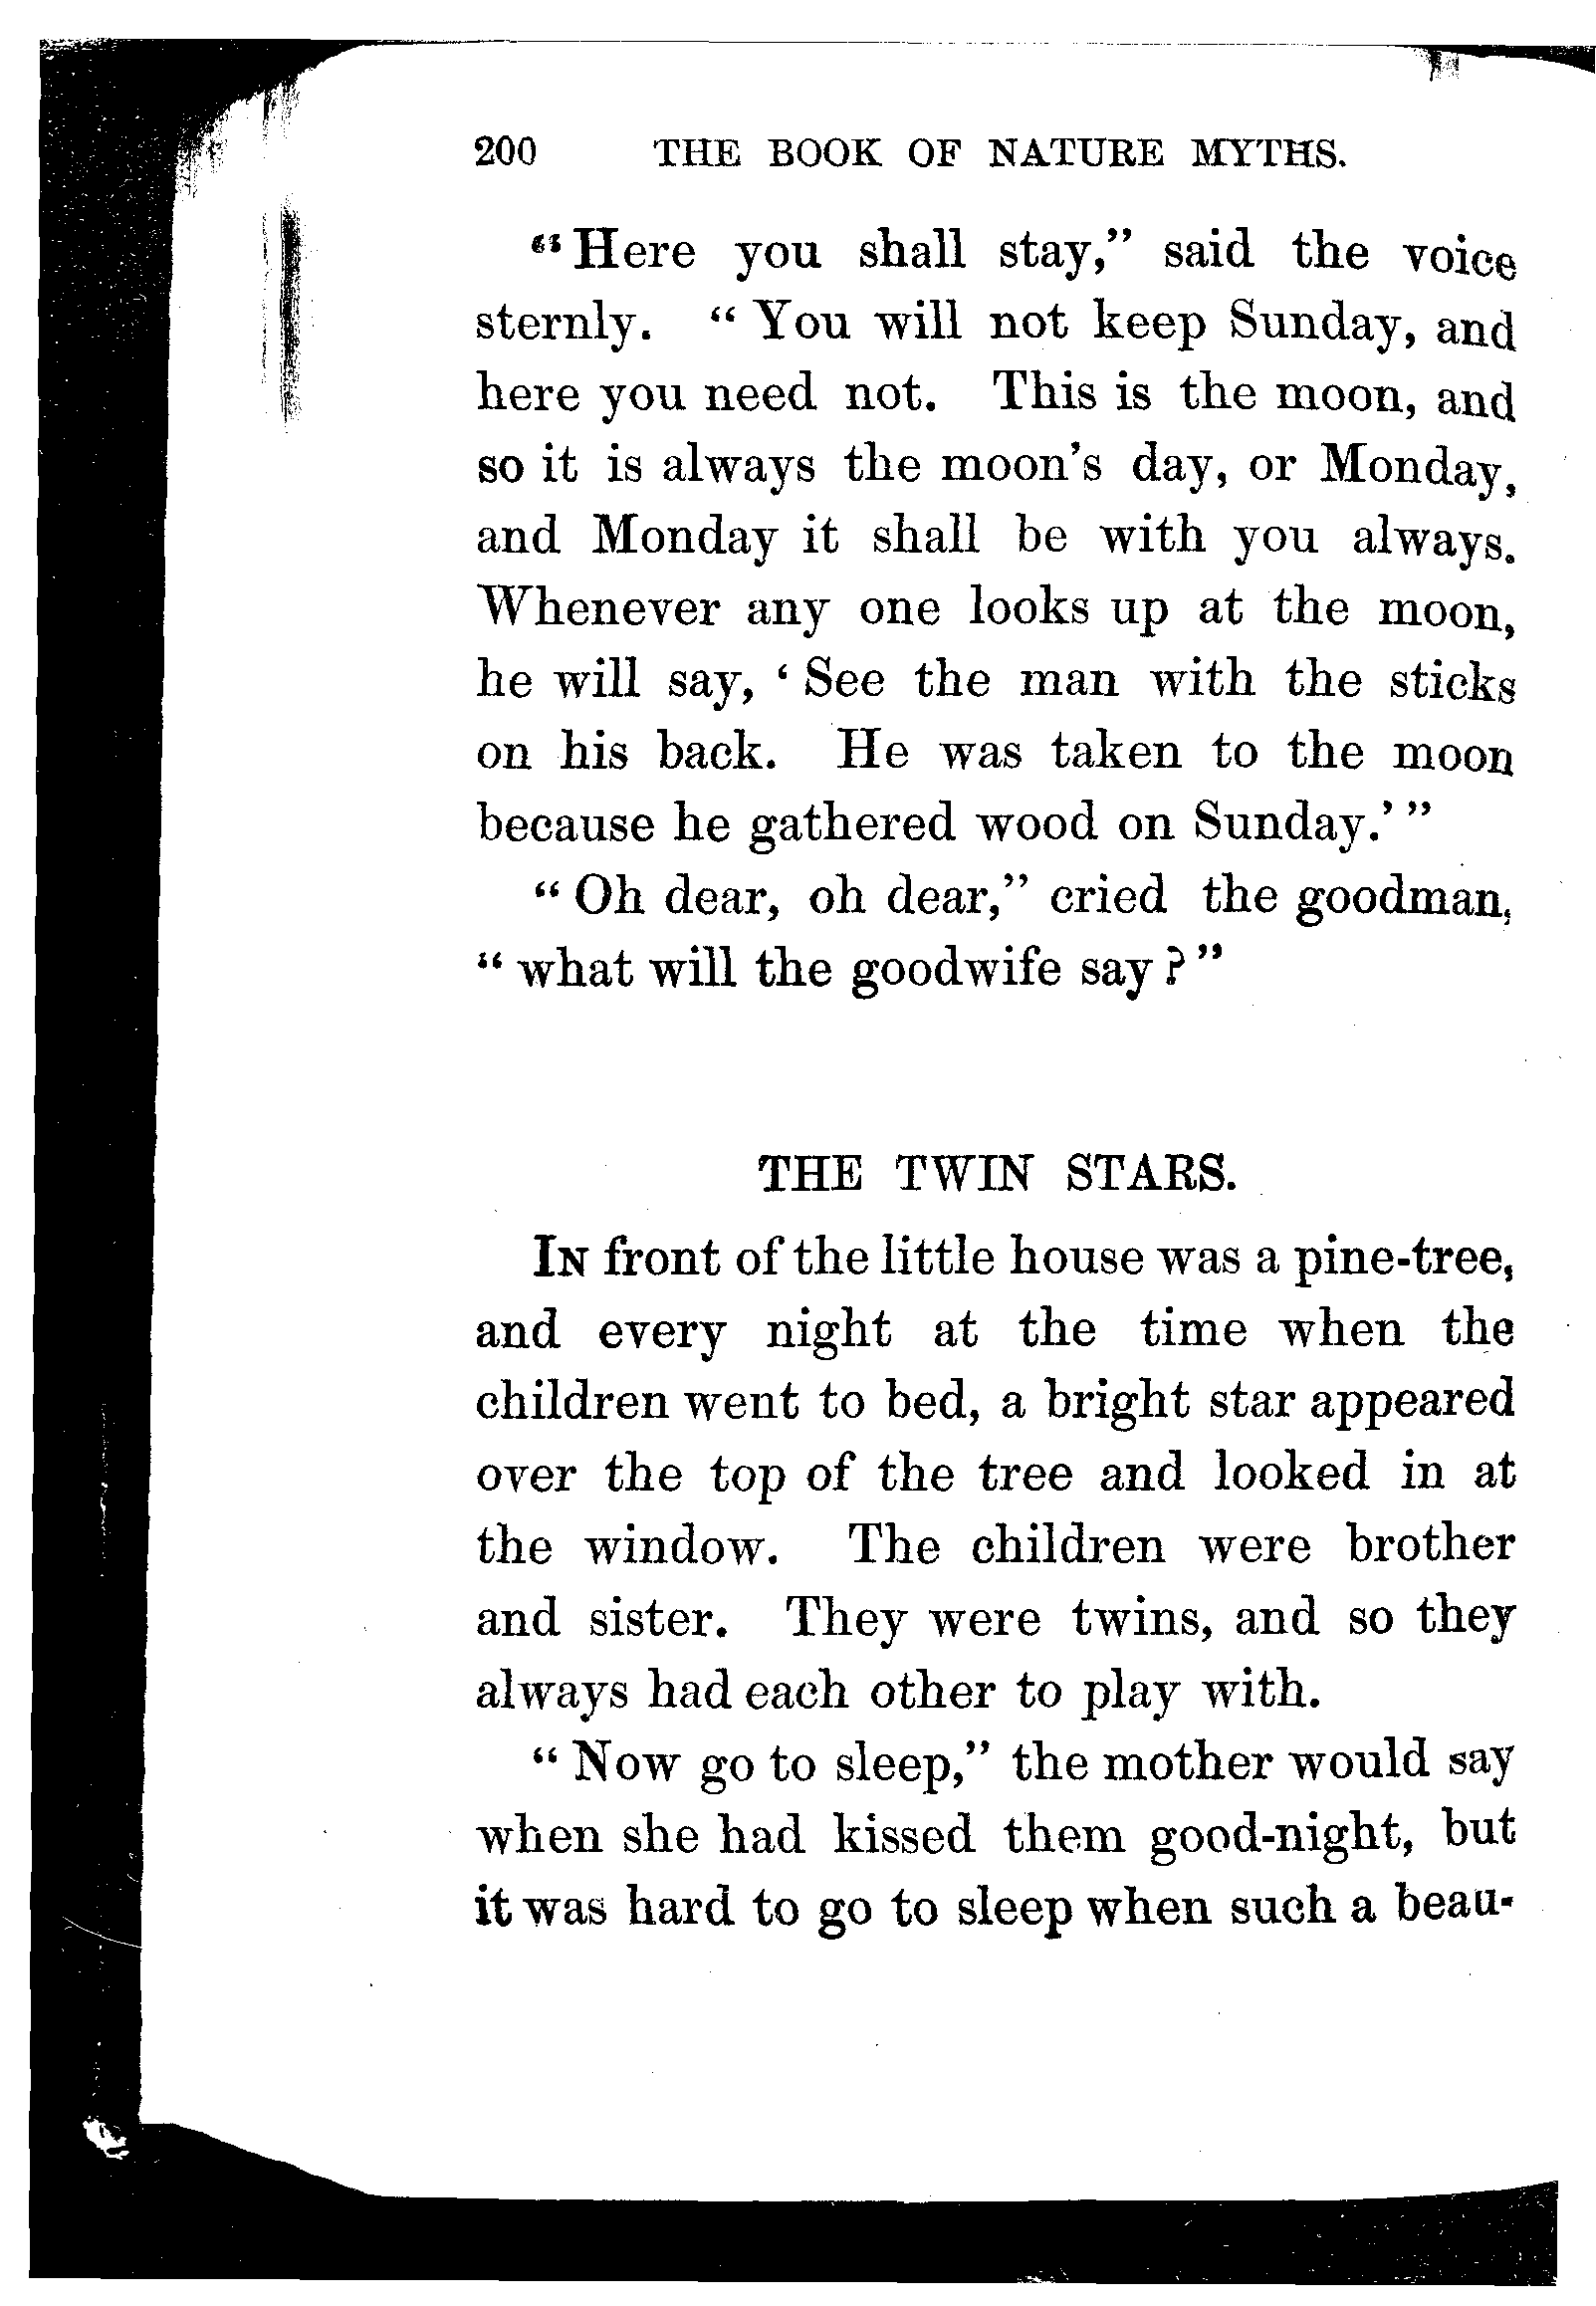 200 THE BOOK OF NATURE MYTHS.
“Here you shall stay,” said the voice
sternly. “You will not keep Sunday, and
here you need not. This is the moon, and
so it is always the moon’s day, or Monday,
and Monday it shall be with you always.
Whenever any one looks up at the moon,
he will say, ‘See the man with the sticks
on his back. He was taken to the moon
because he gathered wood on Sunday.’”
“Oh dear, oh dear,” cried the goodman,
“what will the goodwife say?”
THE TWIN STARS.
IN front of the little house was a pine-tree,
and every night at the time when the
children went to bed, a bright star appeared
over the top of the tree and looked in at
the window. The children were brother
and sister. They were twins, and so they
always had each other to play with.
“Now go to sleep,” the mother would say
when she had kissed them good-night, but
it was hard to go to sleep when such a beau-